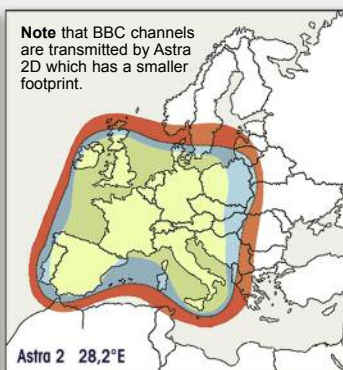 Note that BBC channels
are transmitted by Astra
2D which has a smaller
footprint.
Astra 2 28,2°E